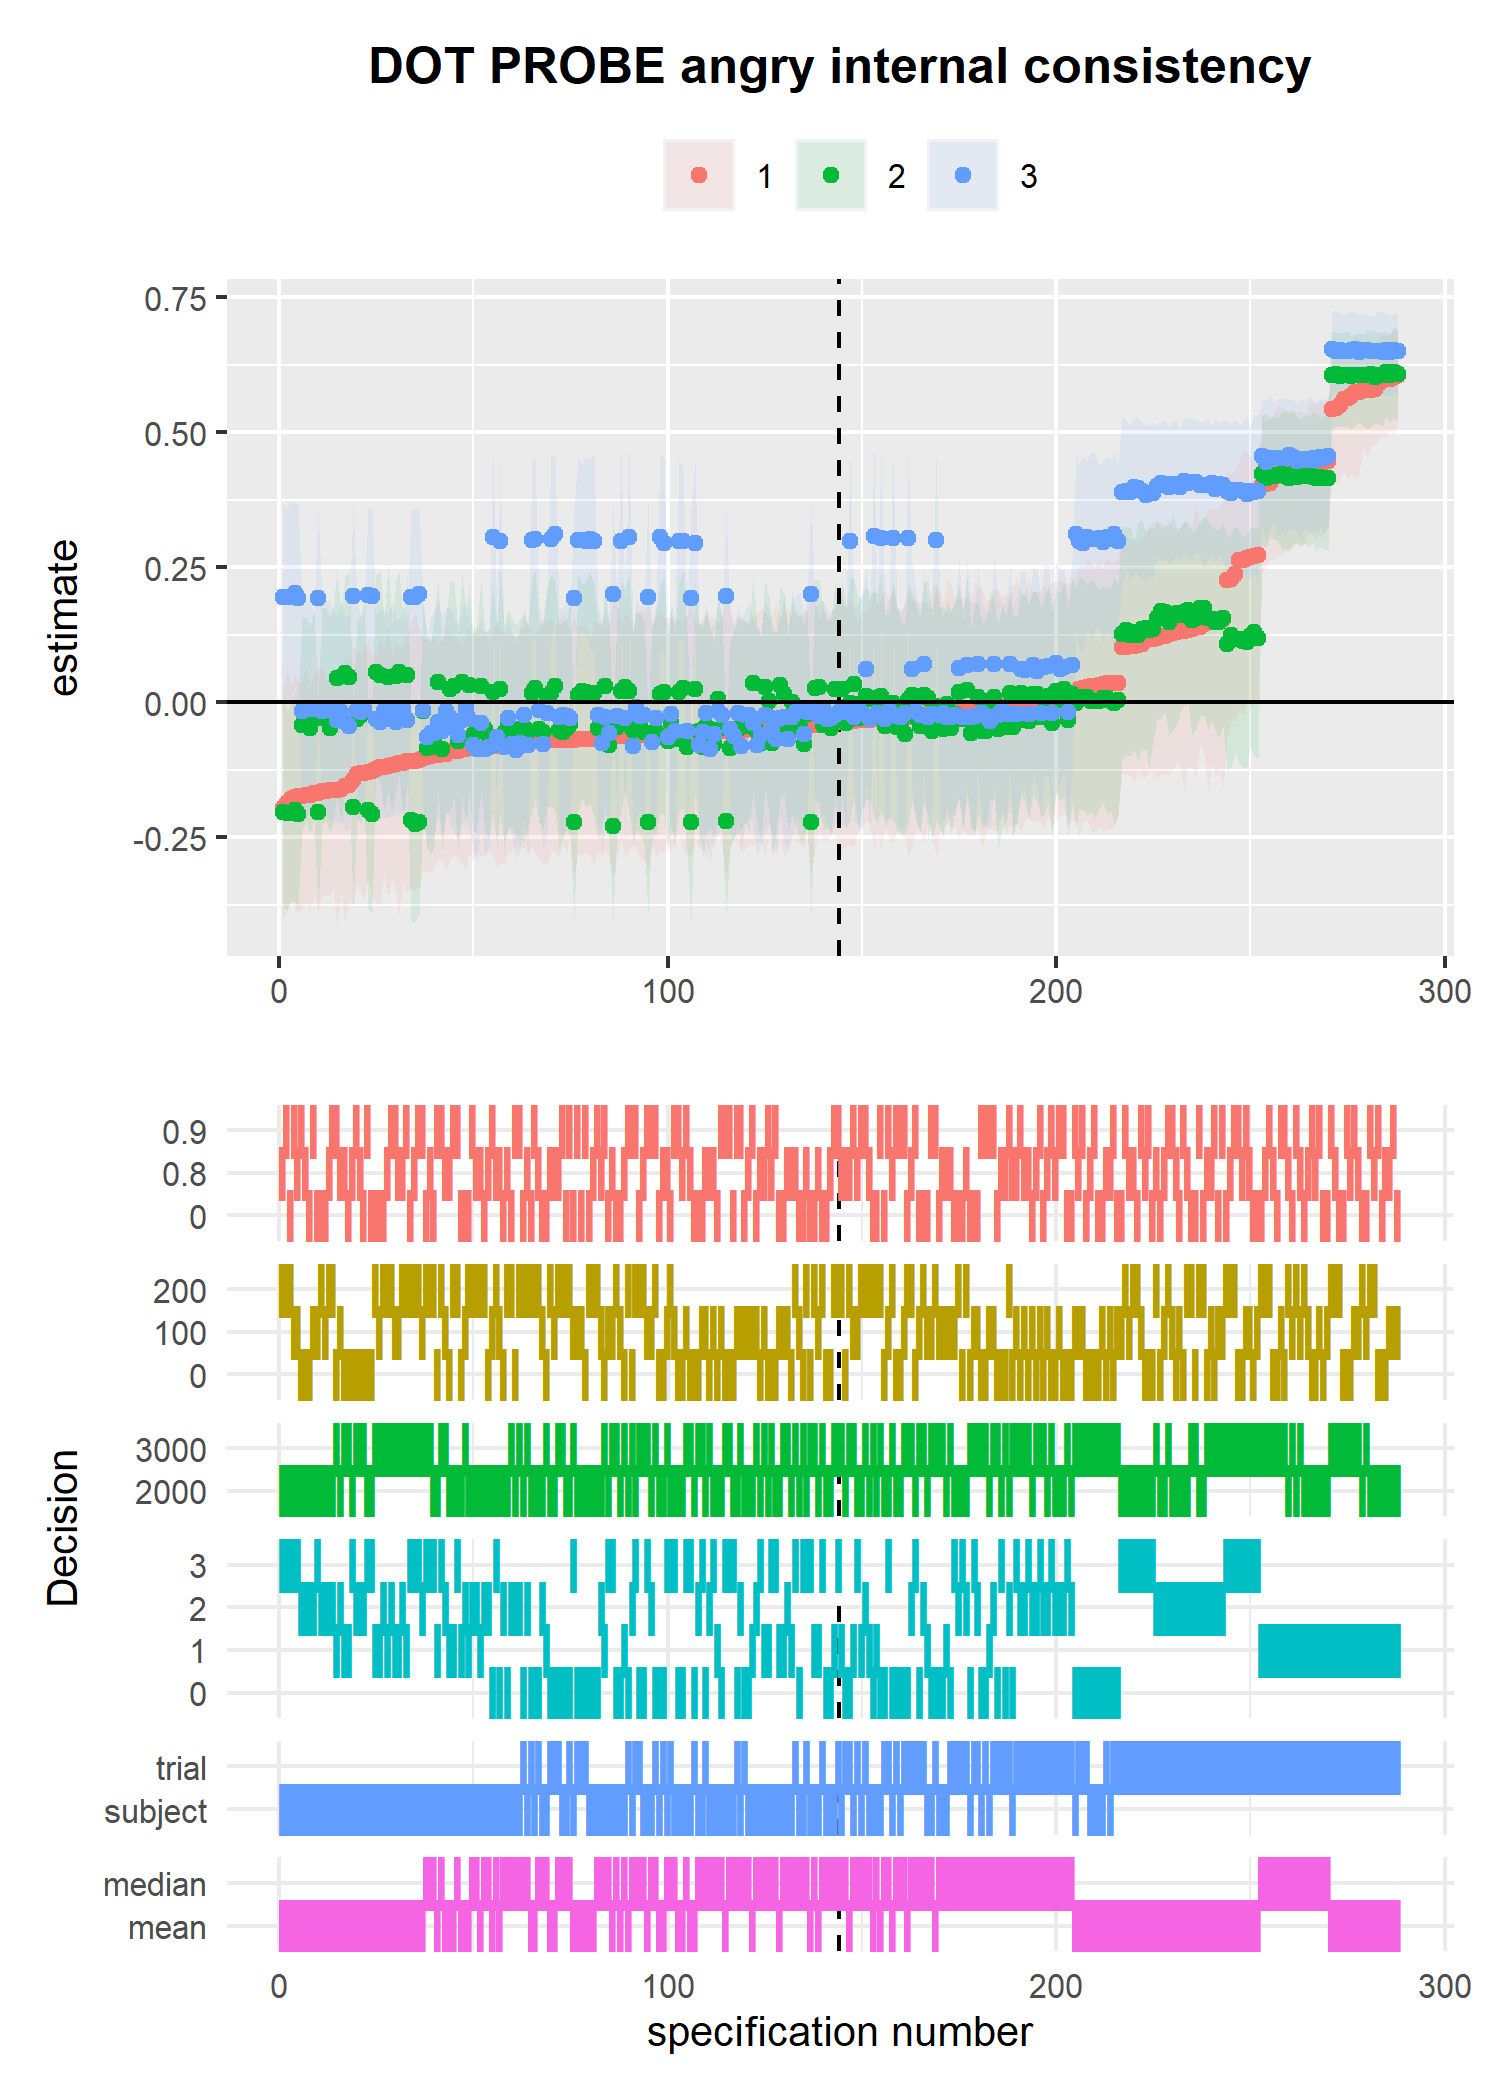 DOT PROBE angry internal consistency
1 2 3
estimate
0.75
0.50
0.25
0.00
-0.25
0 100 200 300
Decision
0.9
0.8
0
200
100
0
3000
2000
3
2
1
0
trial
subject
median
mean
0 100 200 300
specification number